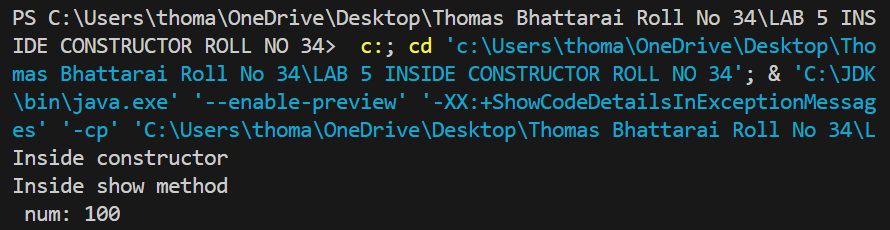 PS C:\Users\thoma\OneDrive\Desktop\Thomas Bhattarai Roll No 34\LAB 5 INS
IDE CONSTRUCTOR ROLL NO 34>  c:; cd 'c:\Users\thoma\OneDrive\Desktop\Tho
mas Bhattarai Roll No 34\LAB 5 INSIDE CONSTRUCTOR ROLL NO 34'; & 'C:\JDK
\bin\java.exe' '--enable-preview' '-XX:+ShowCodeDetailsInExceptionMessag
es' '-cp' 'C:\Users\thoma\OneDrive\Desktop\Thomas Bhattarai Roll No 34\L
Inside constructor
Inside show method
 num: 100